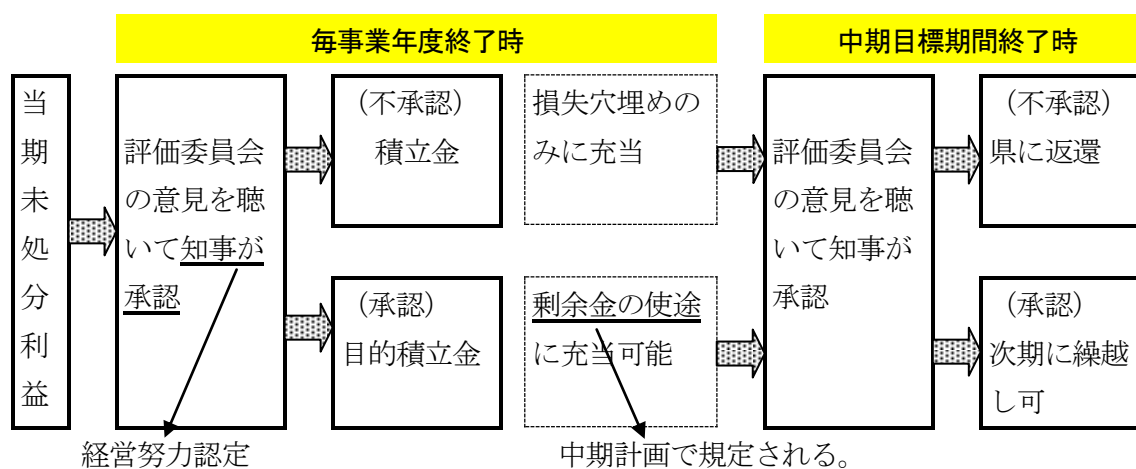 毎事業年度終了時
中期目標期間終了時
当期未処分利益
評価委員会
の意見を聴
いて知事が
承認
（不承認）
積立金
損失穴埋めの
みに充当
（承認）
目的積立金
剰余金の使途
に充当可能
評価委員会
の意見を聴
いて知事が
承認
（不承認）
県に返還
（承認）
次期に繰越
し可
経営努力認定
中期計画で規定される。